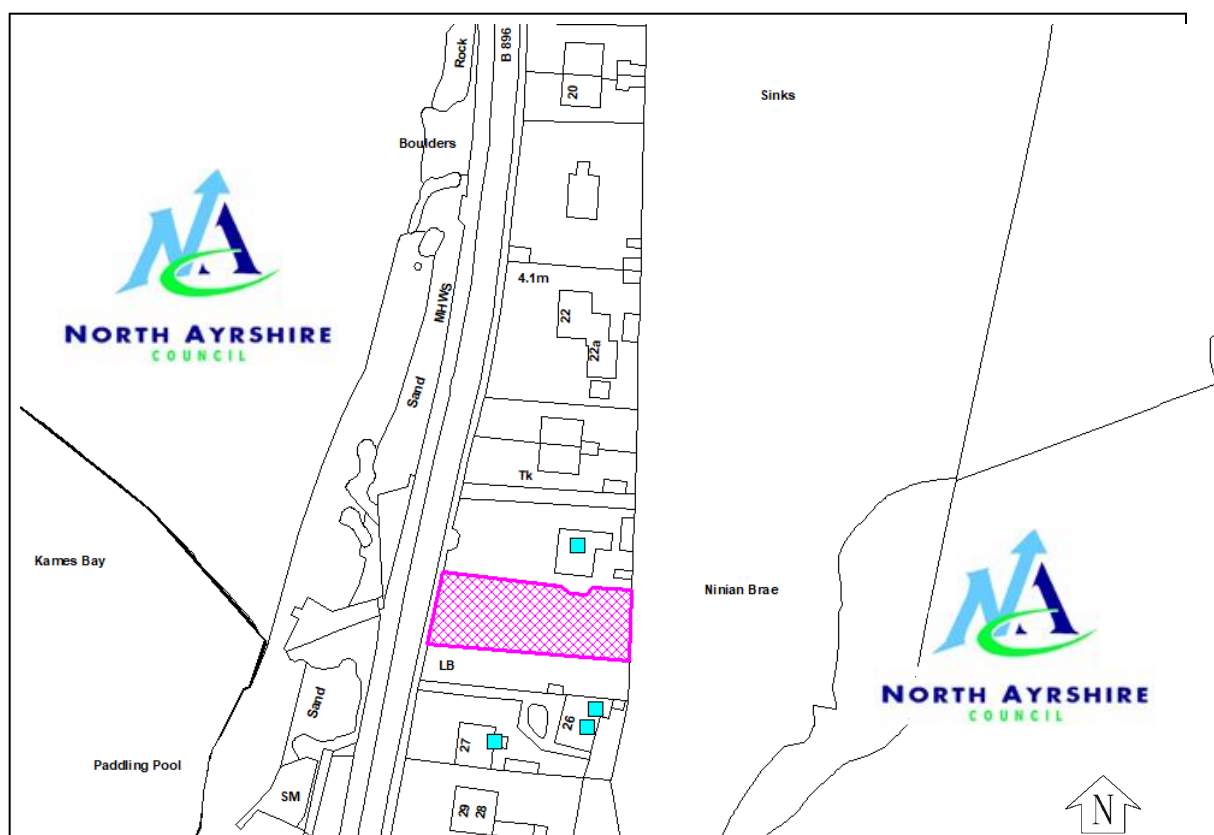 B 896
Rock
20
Sinks
Boulders
NORTH AYRSHIRE
COUNCIL
4.1m
MHWS
22
22a
Sand
Tk
Kames Bay
Ninian Brae
LB
NORTH AYRSHIRE
COUNCIL
Sand
26
27
Paddling Pool
SM
29
28
N